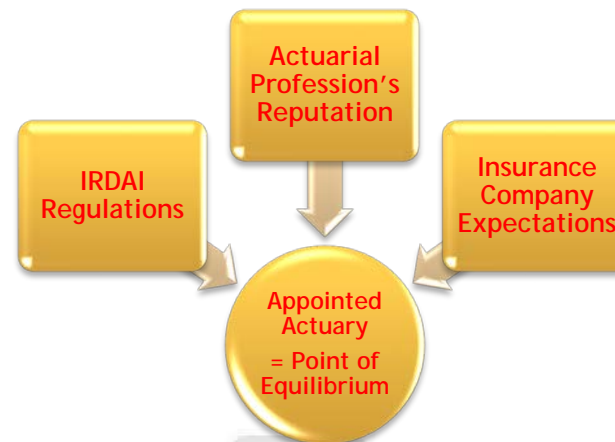 Actuarial
Profession's
Reputation
IRDAI
Regulations
Insurance
Company
Expectations
Appointed
Actuary
= Point of
Equilibrium